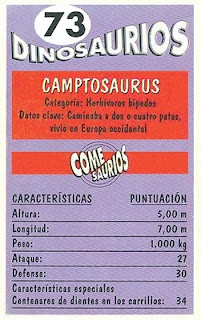 73
DINOSAURIOS
CAMPTOSAURUS
Categoría: Herbívoros bípedos
Datos clave: Caminaba a dos o cuatro patas,
vivió en Europa occidental
COME
SAURIOS
CARACTERÍSTICAS PUNTUACIÓN
Altura: 5,00 m
Longitud: 7,00 m
Peso: 1.000 kg
Ataque: 27
Defensa: 30
Características especiales
Centenares de dientes en los carrillos: 34